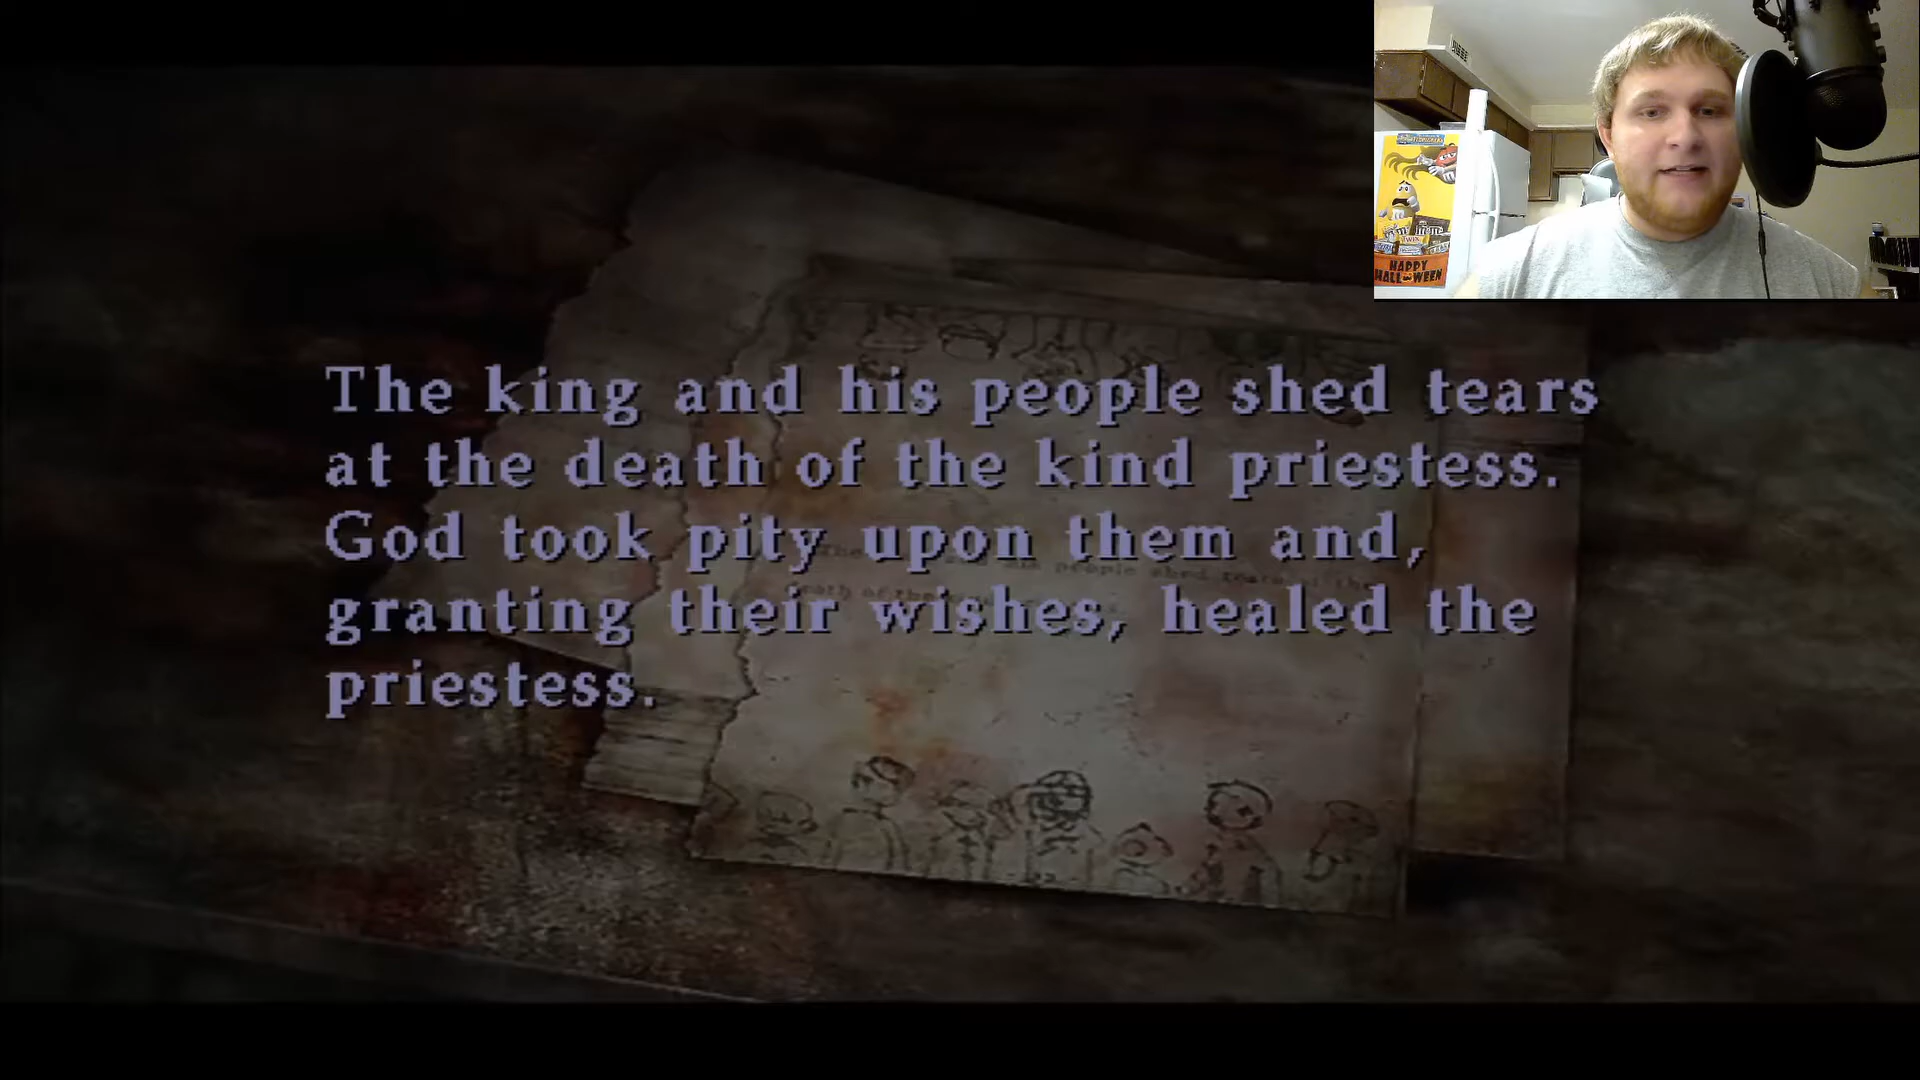 The king and his people shed tears
at the death of the kind priestess.
God took pity upon them and,
granting their wishes, healed the
priestess.
HAPPY
HALLOWEEN